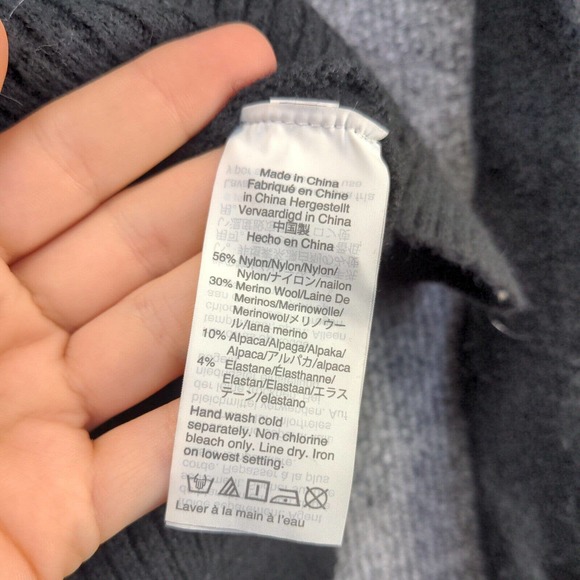 Made in China
Fabriqué en Chine
in China Hergestellt
Vervaardigd in China
中国製
Hecho en China
56% Nylon/Nylon/Nylon/
Nylon/ナイロン/nailon
30% Merino Wool/Laine De
Merinos/Merinowolle/
Merinowol/メリノウー
ル/lana merino
10% Alpaca/Alpaga/Alpaka/
Alpaca/アルパカ/alpaca
4% Elastane/Élasthanne/
Elastan/Elastaan/エラス
テーン/elastano
Hand wash cold
separately. Non chlorine
bleach only. Line dry. Iron
on lowest setting.
Laver à la main à l'eau